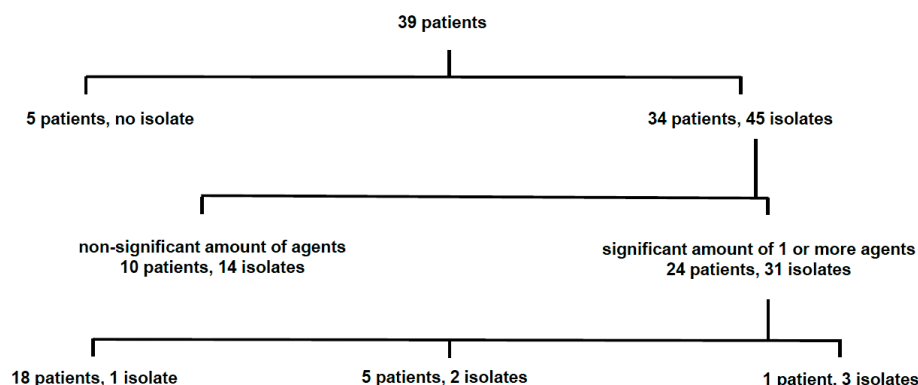 39 patients
5 patients, no isolate
34 patients, 45 isolates
non-significant amount of agents
10 patients, 14 isolates
significant amount of 1 or more agents
24 patients, 31 isolates
18 patients, 1 isolate
5 patients, 2 isolates
1 patient, 3 isolates